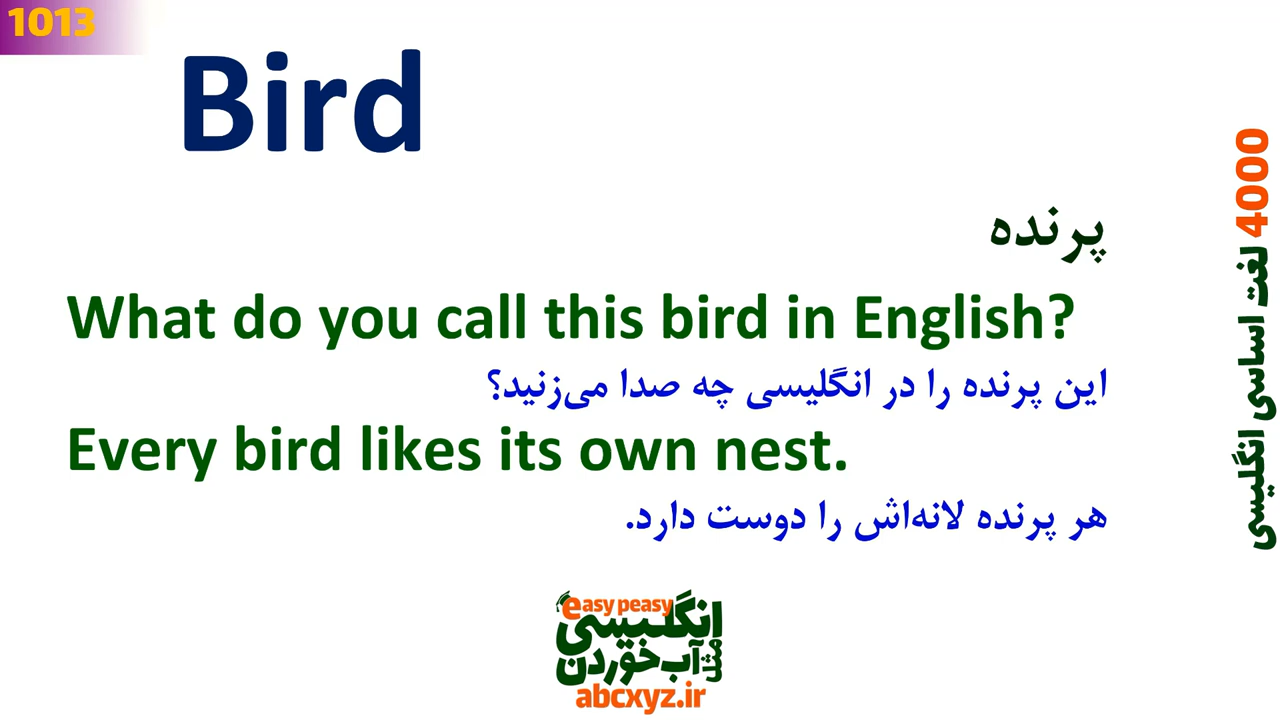 1013
Bird
پرنده
What do you call this bird in English?
این پرنده را در انگلیسی چه صدا می‌زنید؟
Every bird likes its own nest.
هر پرنده لانه‌اش را دوست دارد.
4000 لغت اساسی انگلیسی
easy peasy
انگلیسی
مثل آب خوردن
abcxyz.ir